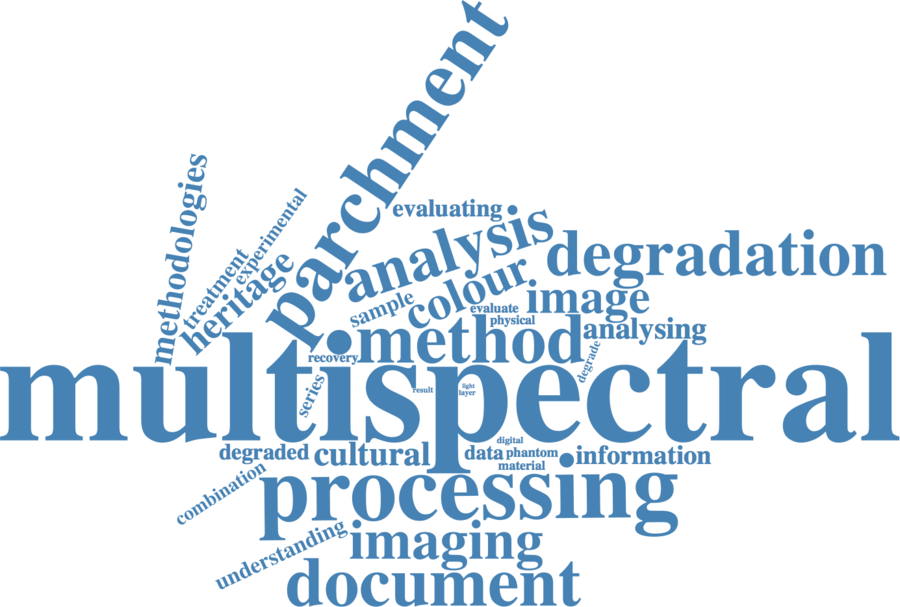 parchment
methodologies
experimental
treatment
heritage
evaluating
analysis
degradation
colour
sample
image
evaluate
physical
method
analysing
recovery
degrade
multispectral
series
result
light
layer
degraded
cultural
digital
data
phantom
information
material
combination
processing
understanding
imaging
document